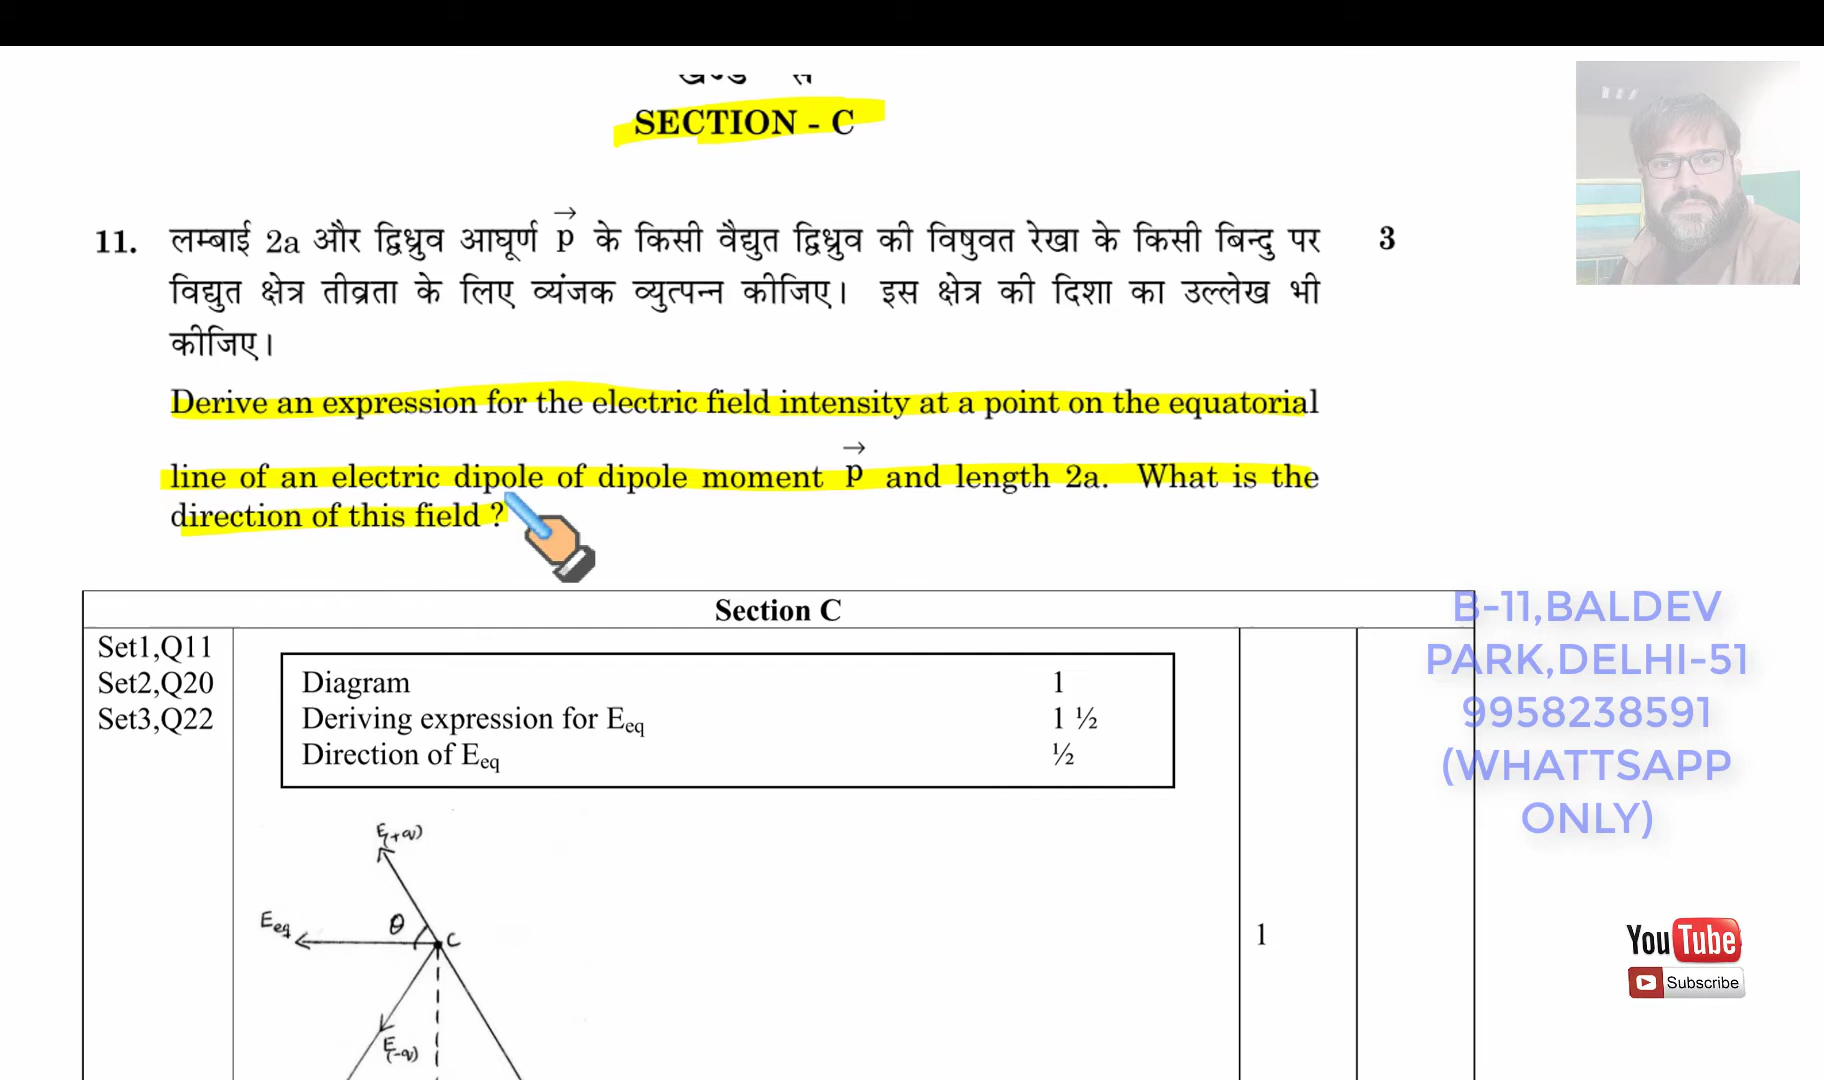 SECTION - C
11. लम्बाई 2a और द्विध्रुव आघूर्ण p⃗ के किसी वैद्युत द्विध्रुव की विषुवत रेखा के किसी बिन्दु पर 3
विद्युत क्षेत्र तीव्रता के लिए व्यंजक व्युत्पन्न कीजिए। इस क्षेत्र की दिशा का उल्लेख भी
कीजिए।
Derive an expression for the electric field intensity at a point on the equatorial
line of an electric dipole of dipole moment p⃗ and length 2a. What is the
direction of this field ?
Section C
Set1,Q11
Set2,Q20
Set3,Q22
Diagram 1
Deriving expression for Eeq 1 ½
Direction of Eeq ½
E(+q)
Eeq θ C
E(-q)
1
B-11,BALDEV
PARK,DELHI-51
9958238591
(WHATTSAPP
ONLY)
YouTube
Subscribe